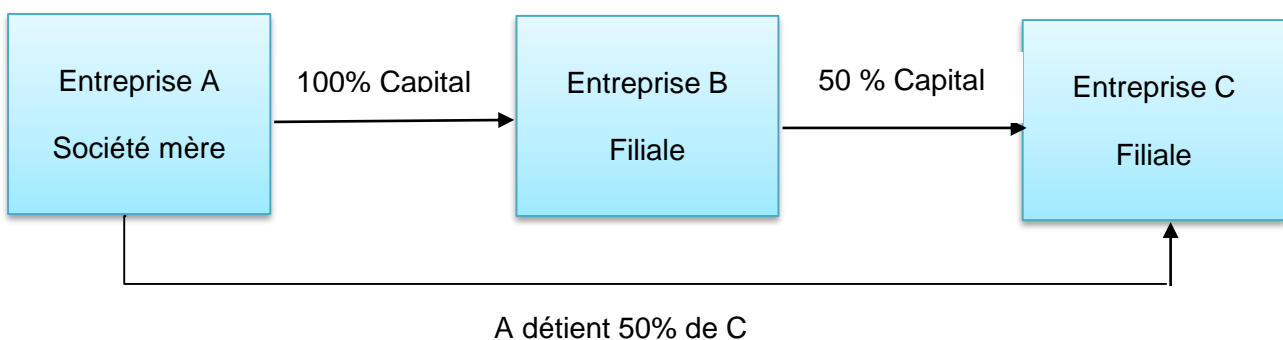 Entreprise A
Société mère
100% Capital
Entreprise B
Filiale
50 % Capital
Entreprise C
Filiale
A détient 50% de C